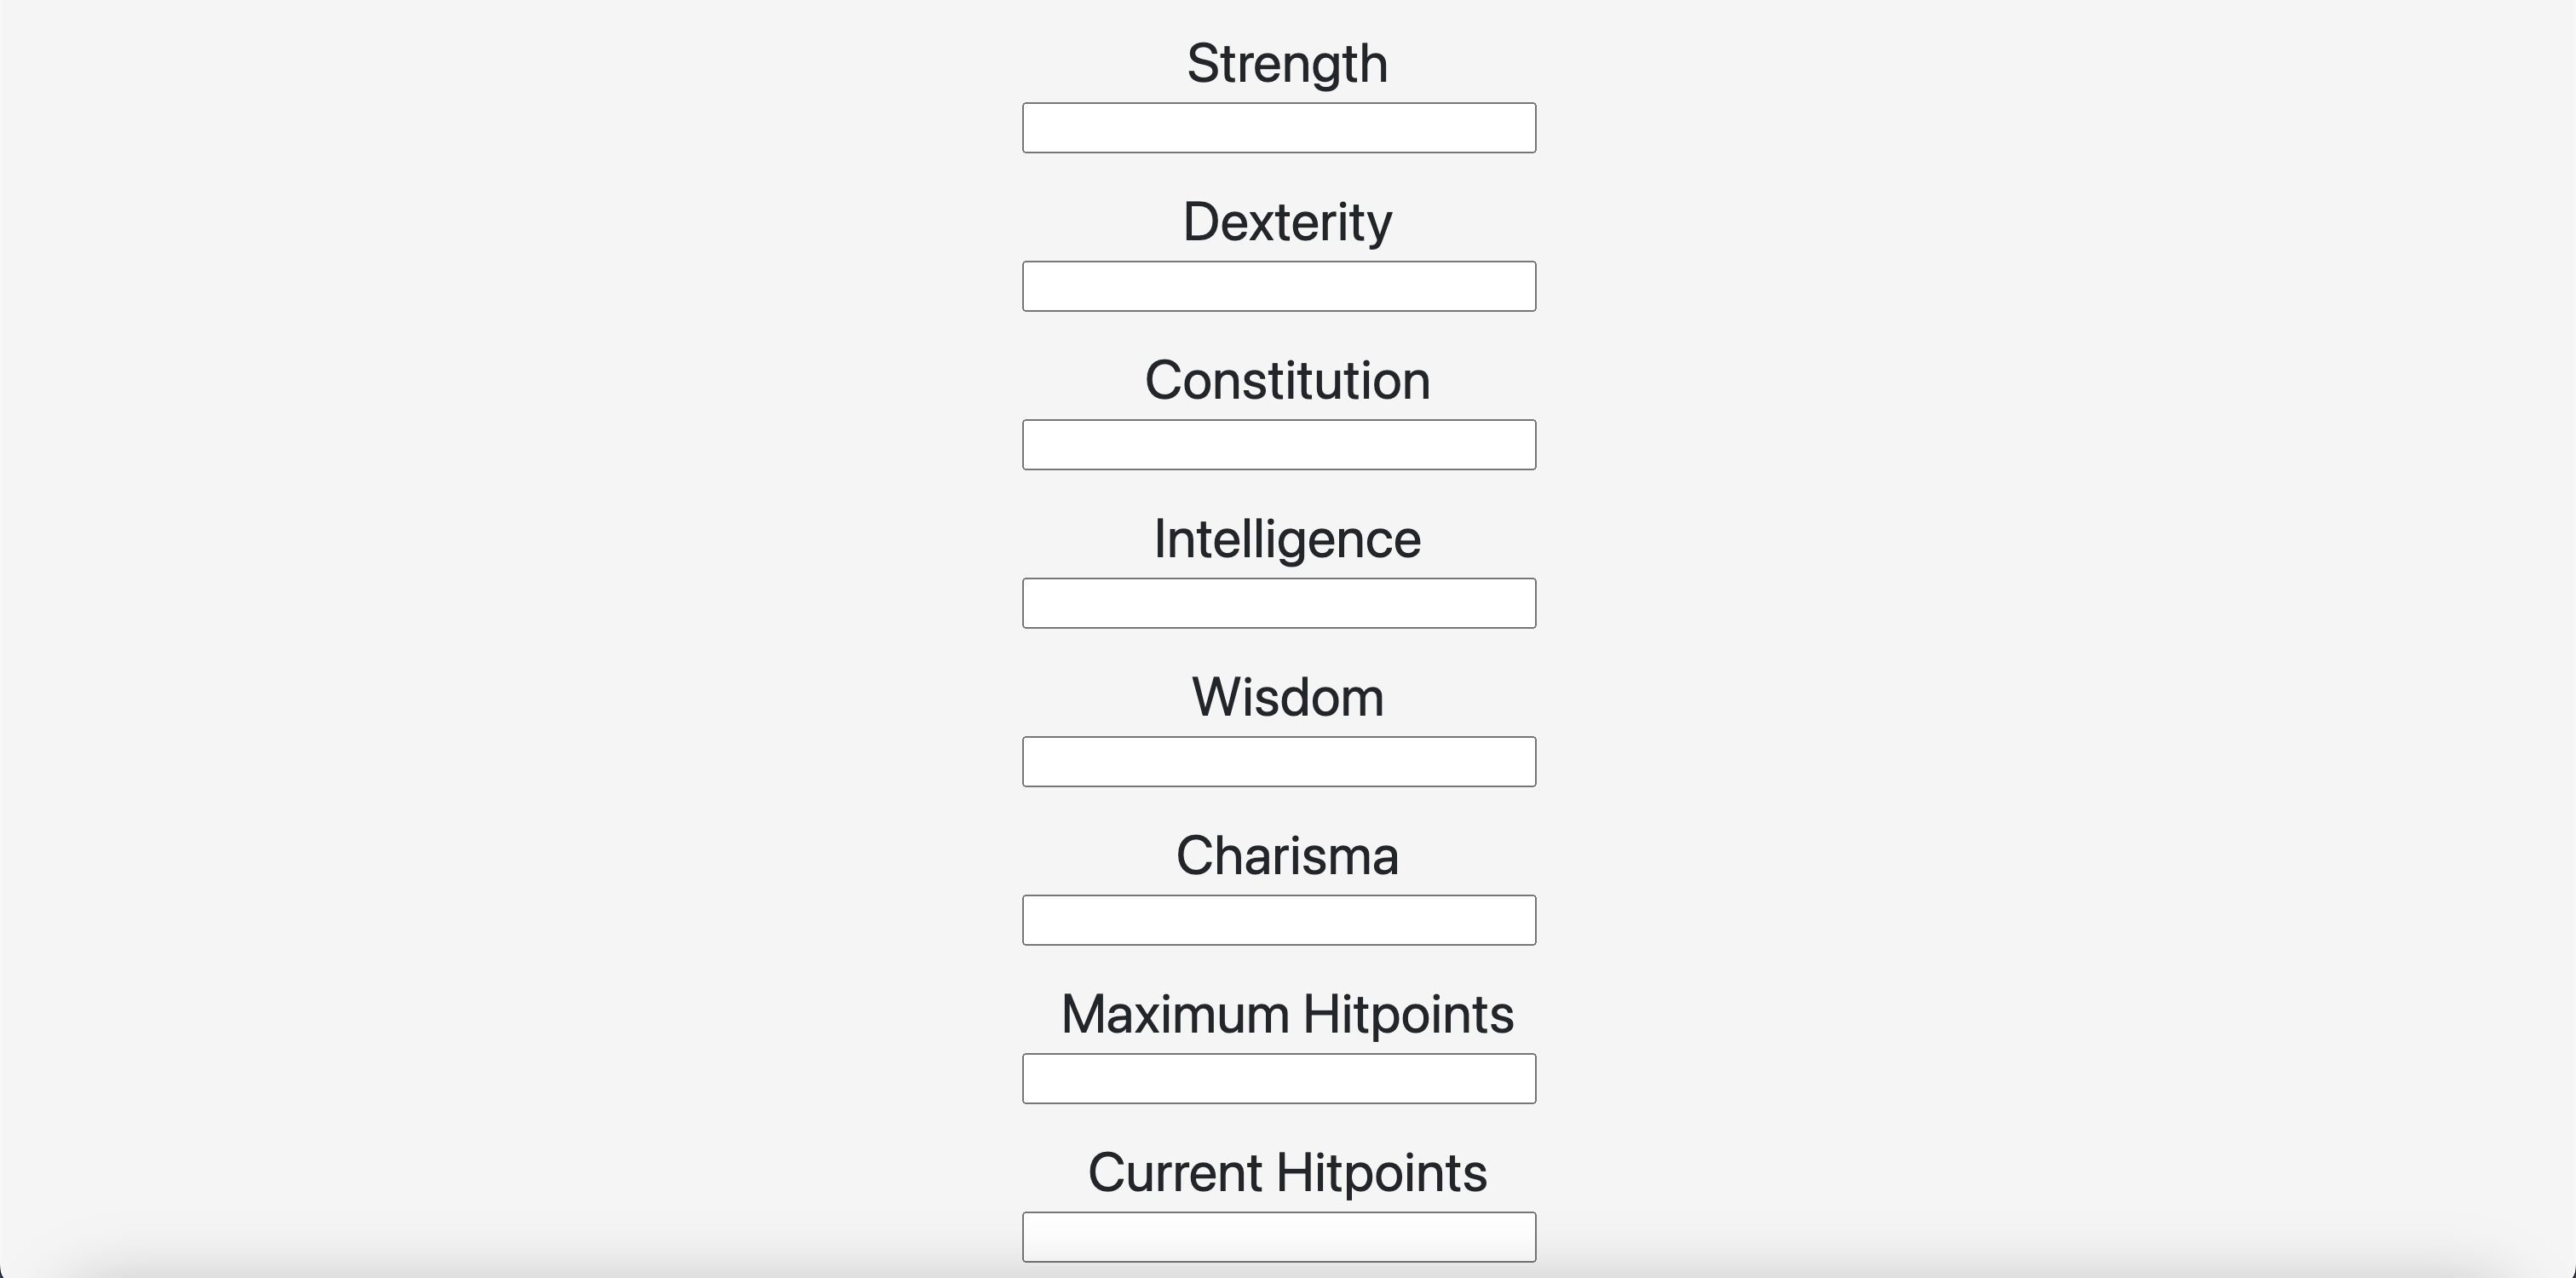 Strength
Dexterity
Constitution
Intelligence
Wisdom
Charisma
Maximum Hitpoints
Current Hitpoints